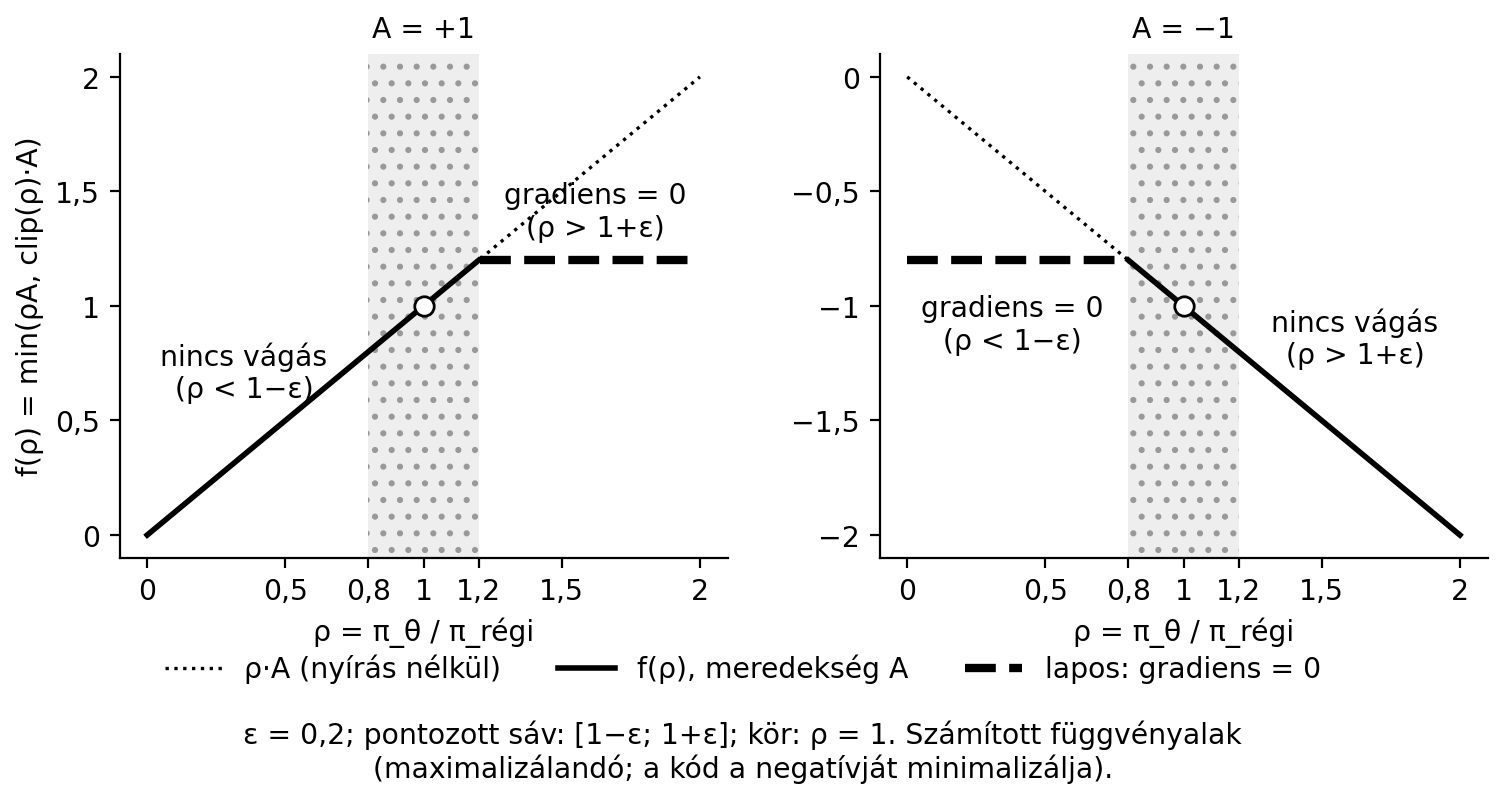 A = +1
f(ρ) = min(ρA, clip(ρ)·A)
2
1,5
1
0,5
0
gradiens = 0
(ρ > 1+ε)
nincs vágás
(ρ < 1−ε)
0 0,5 0,8 1 1,2 1,5 2
ρ = π_θ / π_régi
A = −1
0
−0,5
−1
−1,5
−2
gradiens = 0
(ρ < 1−ε)
nincs vágás
(ρ > 1+ε)
0 0,5 0,8 1 1,2 1,5 2
ρ = π_θ / π_régi
ρ·A (nyírás nélkül) f(ρ), meredekség A lapos: gradiens = 0
ε = 0,2; pontozott sáv: [1−ε; 1+ε]; kör: ρ = 1. Számított függvényalak
(maximalizálandó; a kód a negatívját minimalizálja).